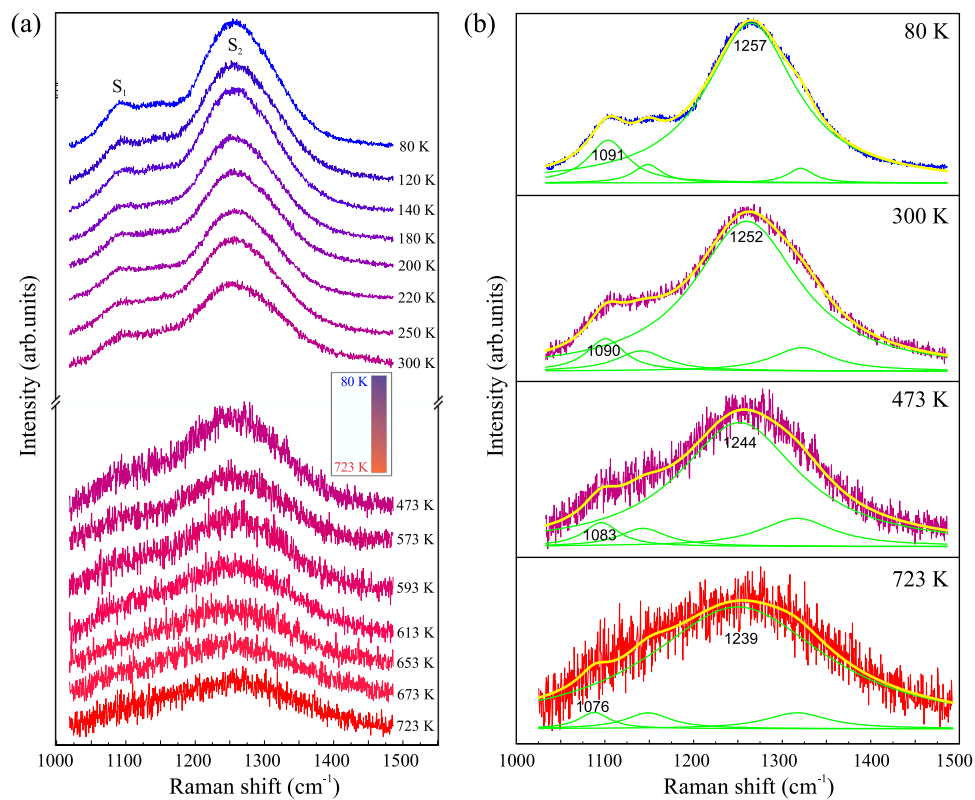 (a)
S1
S2
80 K
120 K
140 K
180 K
200 K
220 K
250 K
300 K
80 K
723 K
473 K
573 K
593 K
613 K
653 K
673 K
723 K
Intensity (arb.units)
1000 1100 1200 1300 1400 1500
Raman shift (cm-1)
(b)
80 K
1257
1091
300 K
1252
1090
473 K
1244
1083
723 K
1239
1076
Intensity (arb.units)
1000 1100 1200 1300 1400 1500
Raman shift (cm-1)